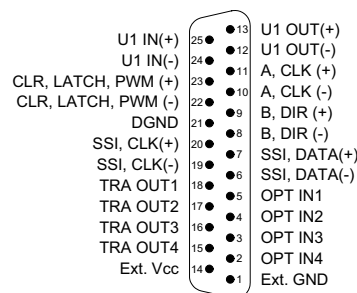 13 U1 OUT(+)
U1 IN(+) 25
12 U1 OUT(-)
U1 IN(-) 24
11 A, CLK (+)
CLR, LATCH, PWM (+) 23
10 A, CLK (-)
CLR, LATCH, PWM (-) 22
9 B, DIR (+)
DGND 21
8 B, DIR (-)
SSI, CLK(+) 20
7 SSI, DATA(+)
SSI, CLK(-) 19
6 SSI, DATA(-)
TRA OUT1 18
5 OPT IN1
TRA OUT2 17
4 OPT IN2
TRA OUT3 16
3 OPT IN3
TRA OUT4 15
2 OPT IN4
Ext. Vcc 14
1 Ext. GND